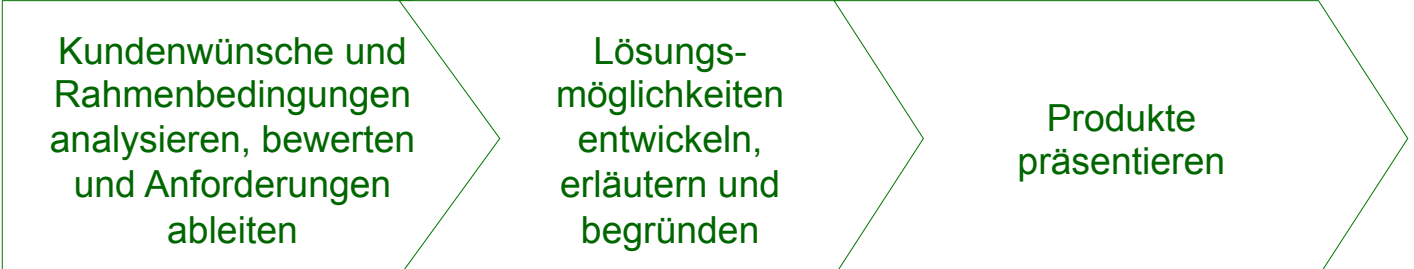 Kundenwünsche und
Rahmenbedingungen
analysieren, bewerten
und Anforderungen
ableiten
Lösungs-
möglichkeiten
entwickeln,
erläutern und
begründen
Produkte
präsentieren